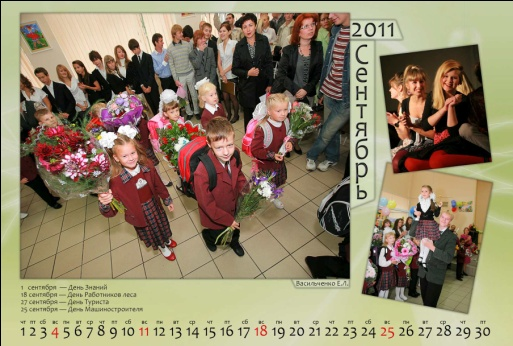 2011
Сентябрь
Васильченко Е.Л.
1 сентября — День Знаний
18 сентября — День Работников леса
27 сентября — День Туриста
25 сентября — День Машиностроителя
чт пт сб вс пн вт ср чт пт сб вс пн вт ср чт пт сб вс пн вт ср чт пт сб вс пн вт ср чт пт
1 2 3 4 5 6 7 8 9 10 11 12 13 14 15 16 17 18 19 20 21 22 23 24 25 26 27 28 29 30